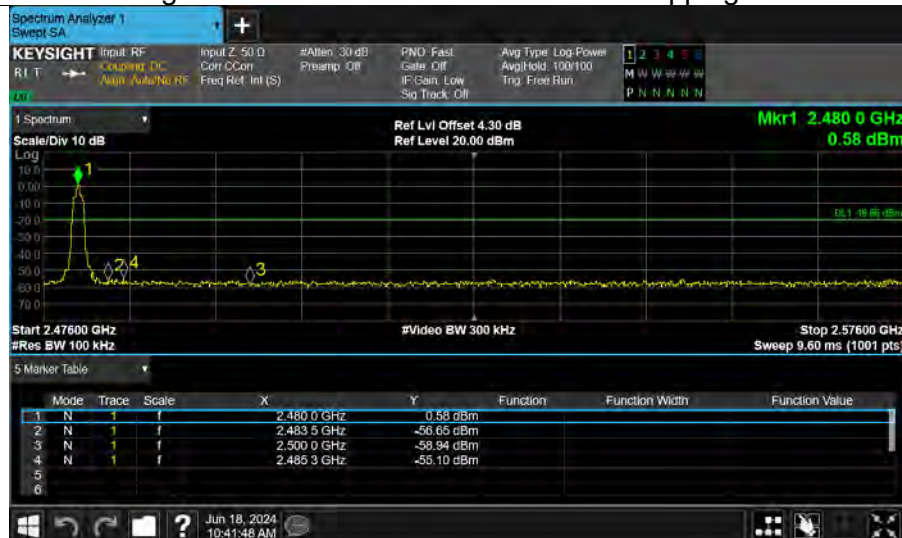 Spectrum Analyzer 1
Swept SA
+
KEYSIGHT Input: RF Input Z: 50 Ω #Atten: 30 dB PNO: Fast Avg Type: Log-Power 1 2 3 4 5 6
RL T Coupling: DC Corr CCorr Preamp: Off Gate: Off Avg|Hold: 100/100 M W W W W W
Align: Auto/No RF Freq Ref: Int (S) IF Gain: Low Trig: Free Run P N N N N N
Sig Track: Off
1 Spectrum Ref Lvl Offset 4.30 dB Mkr1 2.480 0 GHz
Scale/Div 10 dB Ref Level 20.00 dBm 0.58 dBm
Log
10.0
0.00
-10.0
-20.0
-30.0
-40.0
-50.0
-60.0
-70.0
1
2 4
3
Start 2.47600 GHz #Video BW 300 kHz Stop 2.57600 GHz
#Res BW 100 kHz Sweep 9.60 ms (1001 pts)
5 Marker Table
Mode Trace Scale X Y Function Function Width Function Value
1 N 1 f 2.480 0 GHz 0.58 dBm
2 N 1 f 2.483 5 GHz -56.65 dBm
3 N 1 f 2.500 0 GHz -58.94 dBm
4 N 1 f 2.485 3 GHz -55.10 dBm
5
6
? Jun 18, 2024
10:41:48 AM